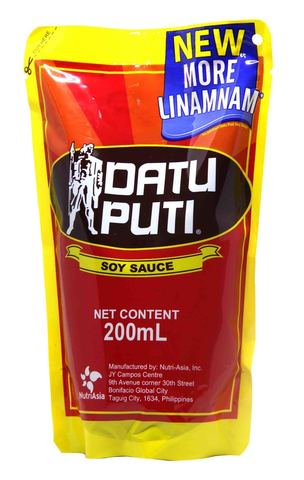 NEW
MORE
LINAMNAM*
DATU
PUTI®
SOY SAUCE
NET CONTENT
200mL
Manufactured by: Nutri-Asia, Inc.
JY Campos Centre
9th Avenue corner 30th Street
Bonifacio Global City
Taguig City, 1634, Philippines
NutriAsia